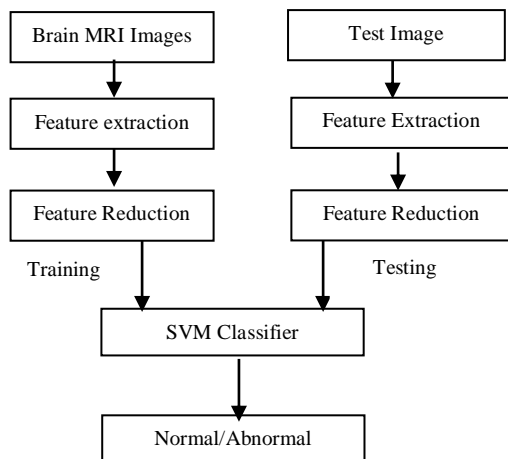 Brain MRI Images
Test Image
Feature extraction
Feature Extraction
Feature Reduction
Feature Reduction
Training
Testing
SVM Classifier
Normal/Abnormal